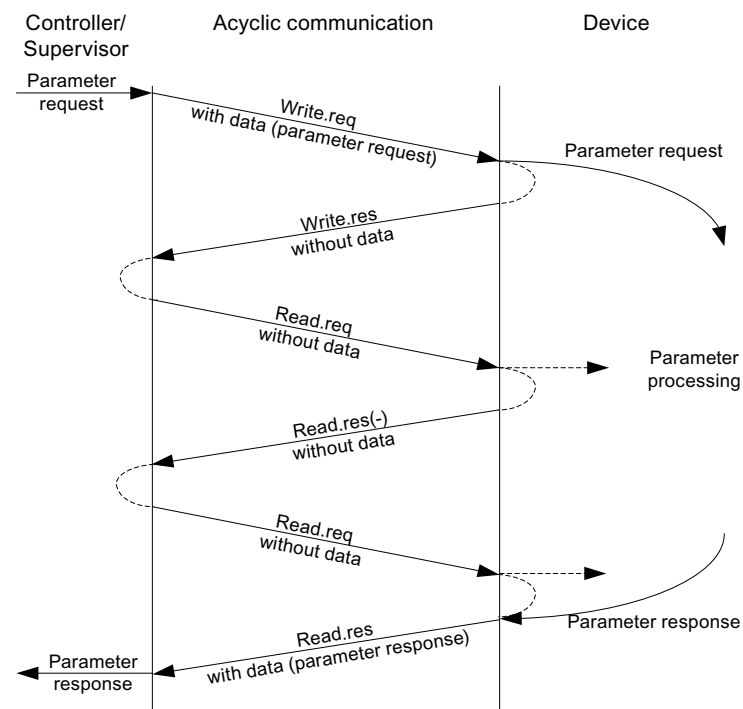 Controller/
Supervisor
Acyclic communication
Device
Parameter
request
Write.req
with data (parameter request)
Parameter request
Write.res
without data
Read.req
without data
Parameter
processing
Read.res(-)
without data
Read.req
without data
Parameter response
Read.res
with data (parameter response)
Parameter
response